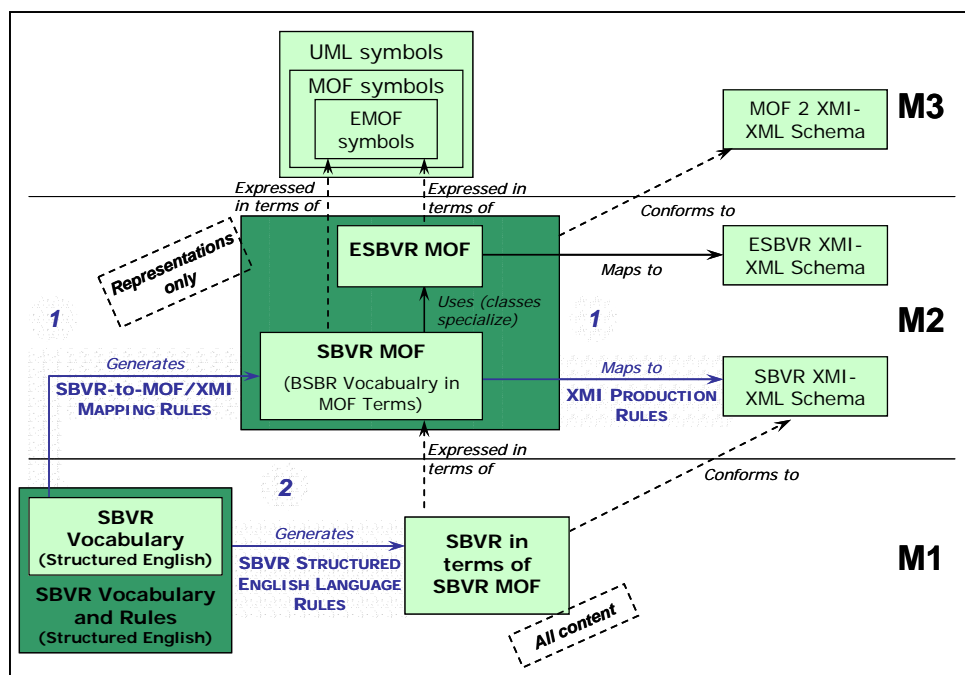 UML symbols
MOF symbols
EMOF
symbols
MOF 2 XMI-
XML Schema
M3
Expressed
in terms of
Expressed in
terms of
Conforms to
Representations
only
ESBVR MOF
Maps to
ESBVR XMI-
XML Schema
Uses (classes
specialize)
1
1
M2
SBVR MOF
(BSBR Vocabualry in
MOF Terms)
Generates
SBVR-TO-MOF/XMI
MAPPING RULES
Maps to
XMI PRODUCTION
RULES
SBVR XMI-
XML Schema
Expressed in
terms of
Conforms to
2
SBVR
Vocabulary
(Structured English)
SBVR Vocabulary
and Rules
(Structured English)
Generates
SBVR STRUCTURED
ENGLISH LANGUAGE
RULES
SBVR in
terms of
SBVR MOF
M1
All content